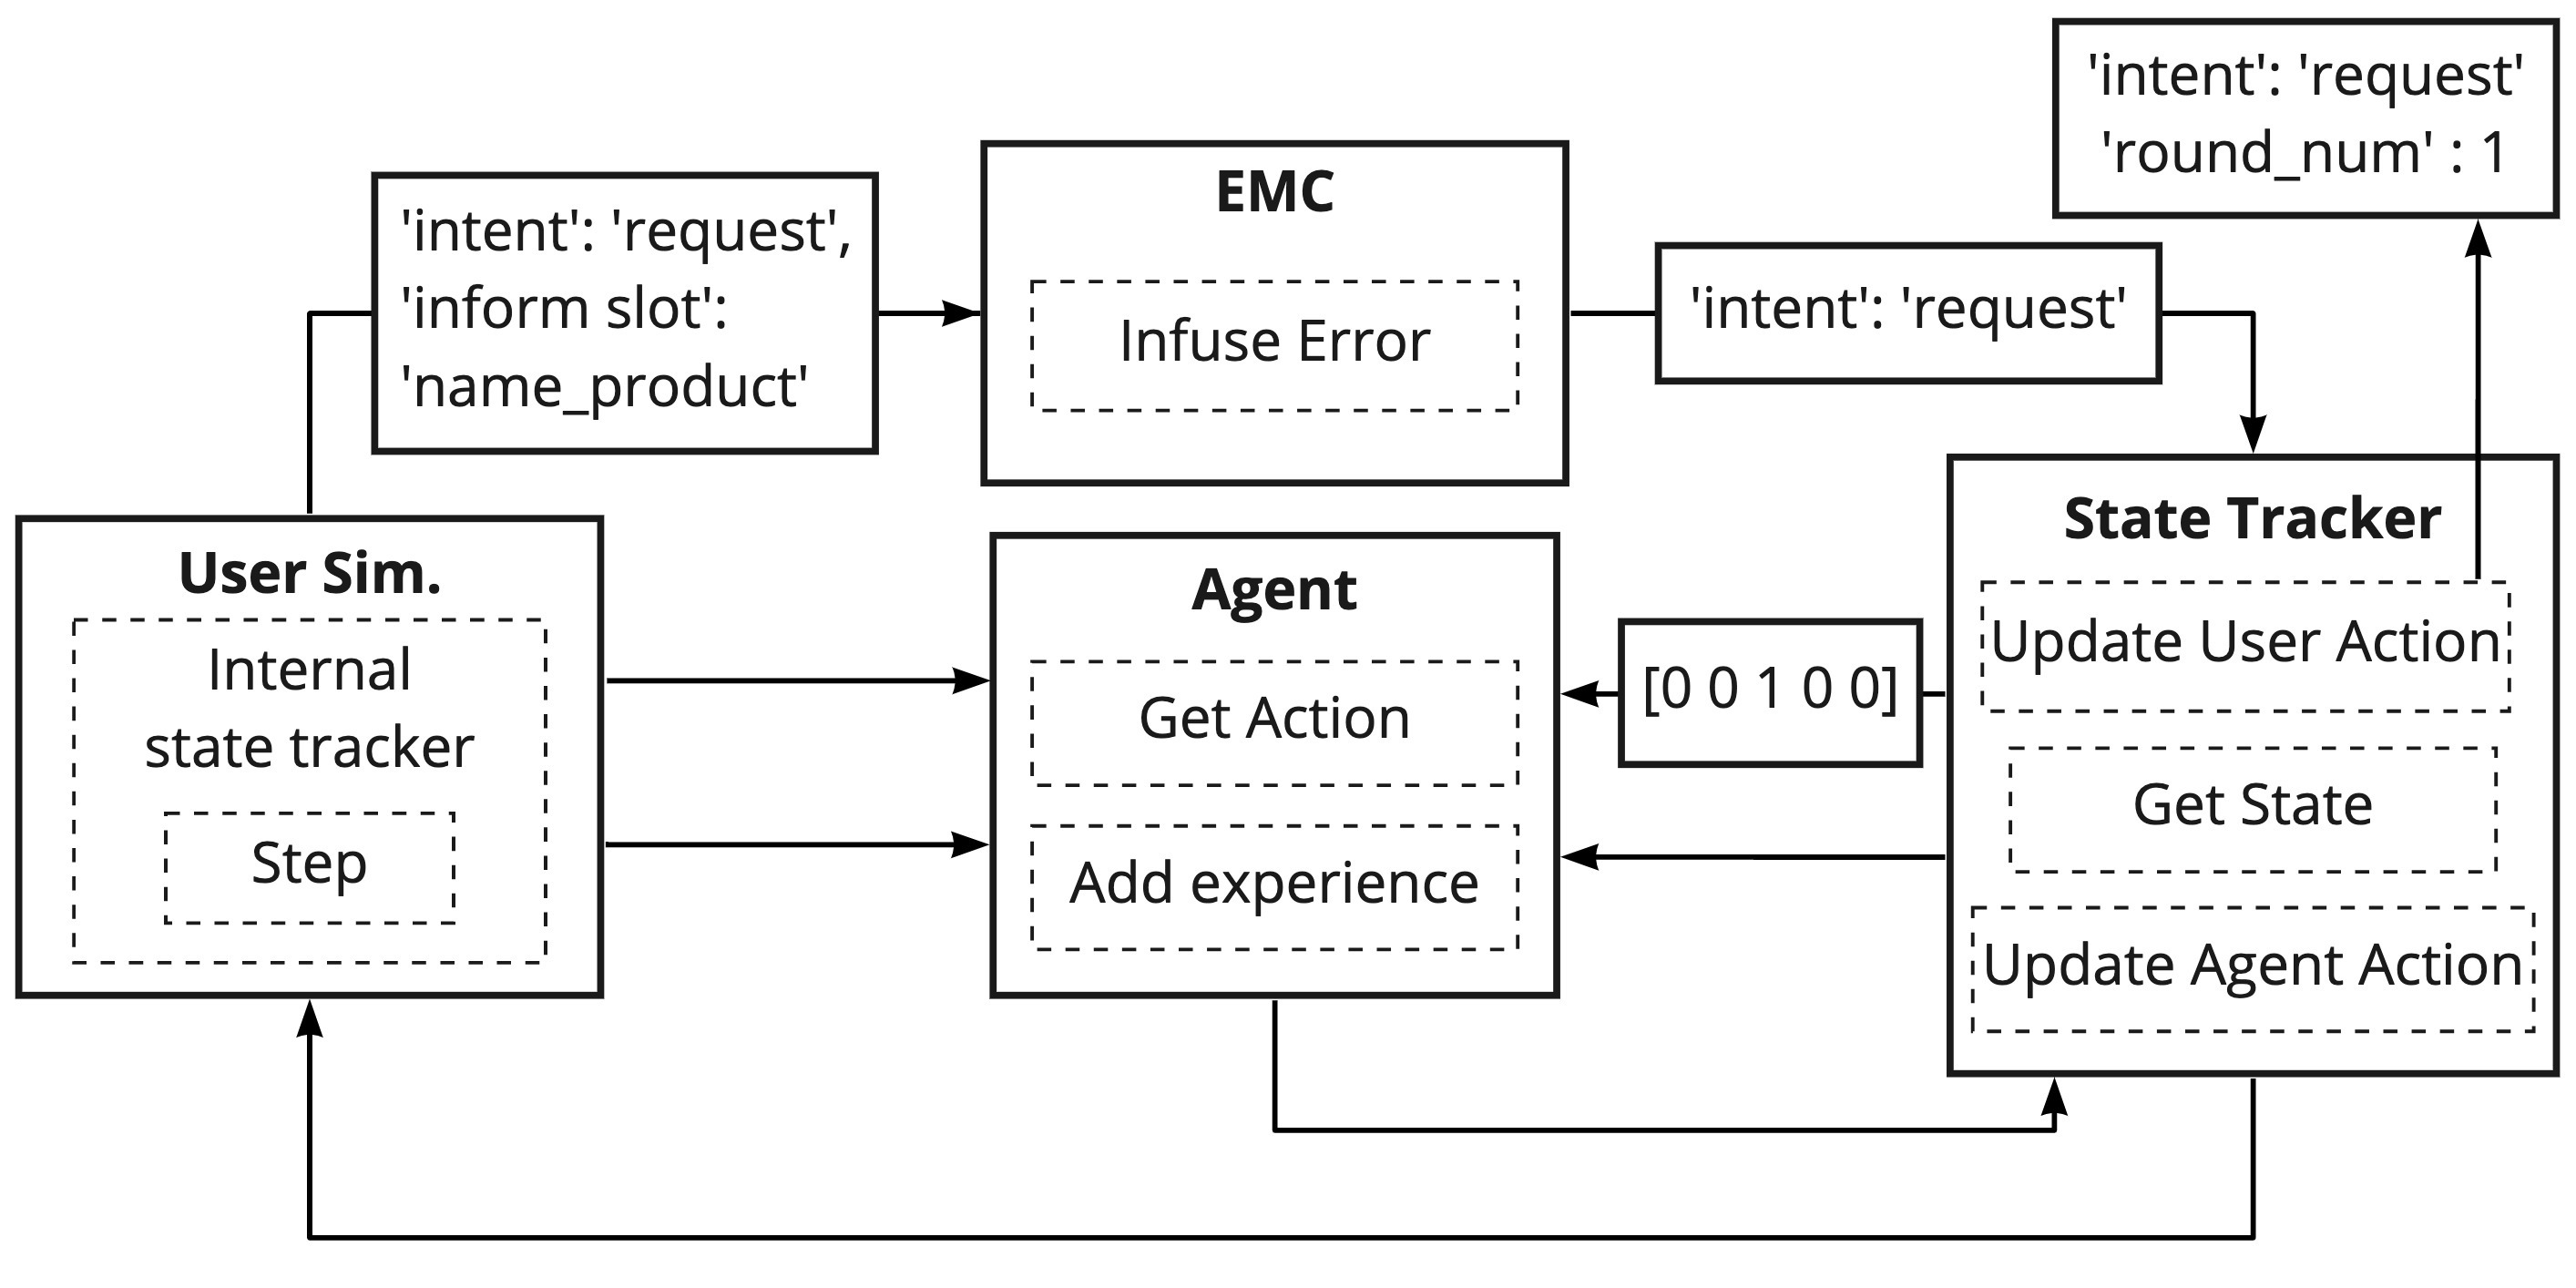 'intent': 'request'
'round_num' : 1
EMC
'intent': 'request',
'inform slot':
'name_product'
Infuse Error
'intent': 'request'
State Tracker
User Sim.
Agent
Internal
state tracker
Step
Get Action
Add experience
[0 0 1 0 0]
Update User Action
Get State
Update Agent Action